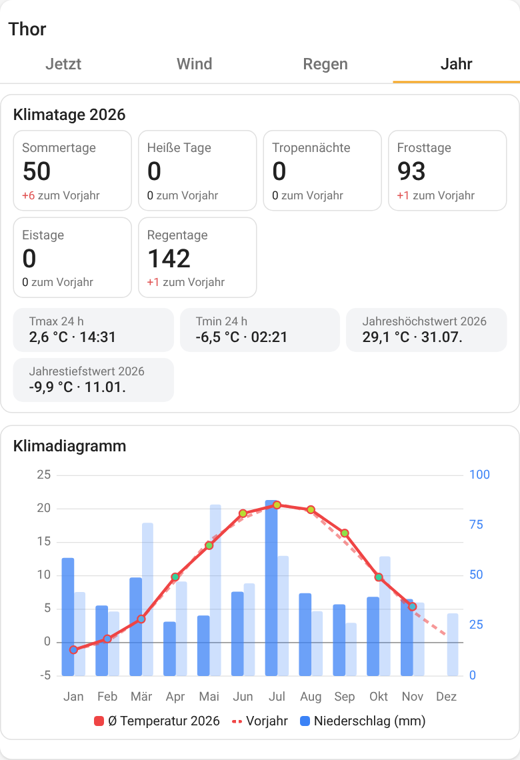 Thor
Jetzt Wind Regen Jahr
Klimatage 2026
Sommertage Heiße Tage Tropennächte Frosttage
50 0 0 93
+6 zum Vorjahr 0 zum Vorjahr 0 zum Vorjahr +1 zum Vorjahr
Eistage Regentage
0 142
0 zum Vorjahr +1 zum Vorjahr
Tmax 24 h Tmin 24 h Jahreshöchstwert 2026
2,6 °C · 14:31 -6,5 °C · 02:21 29,1 °C · 31.07.
Jahrestiefstwert 2026
-9,9 °C · 11.01.
Klimadiagramm
25 100
20
75
15
10 50
5
25
0
-5 0
Jan Feb Mär Apr Mai Jun Jul Aug Sep Okt Nov Dez
Ø Temperatur 2026 Vorjahr Niederschlag (mm)